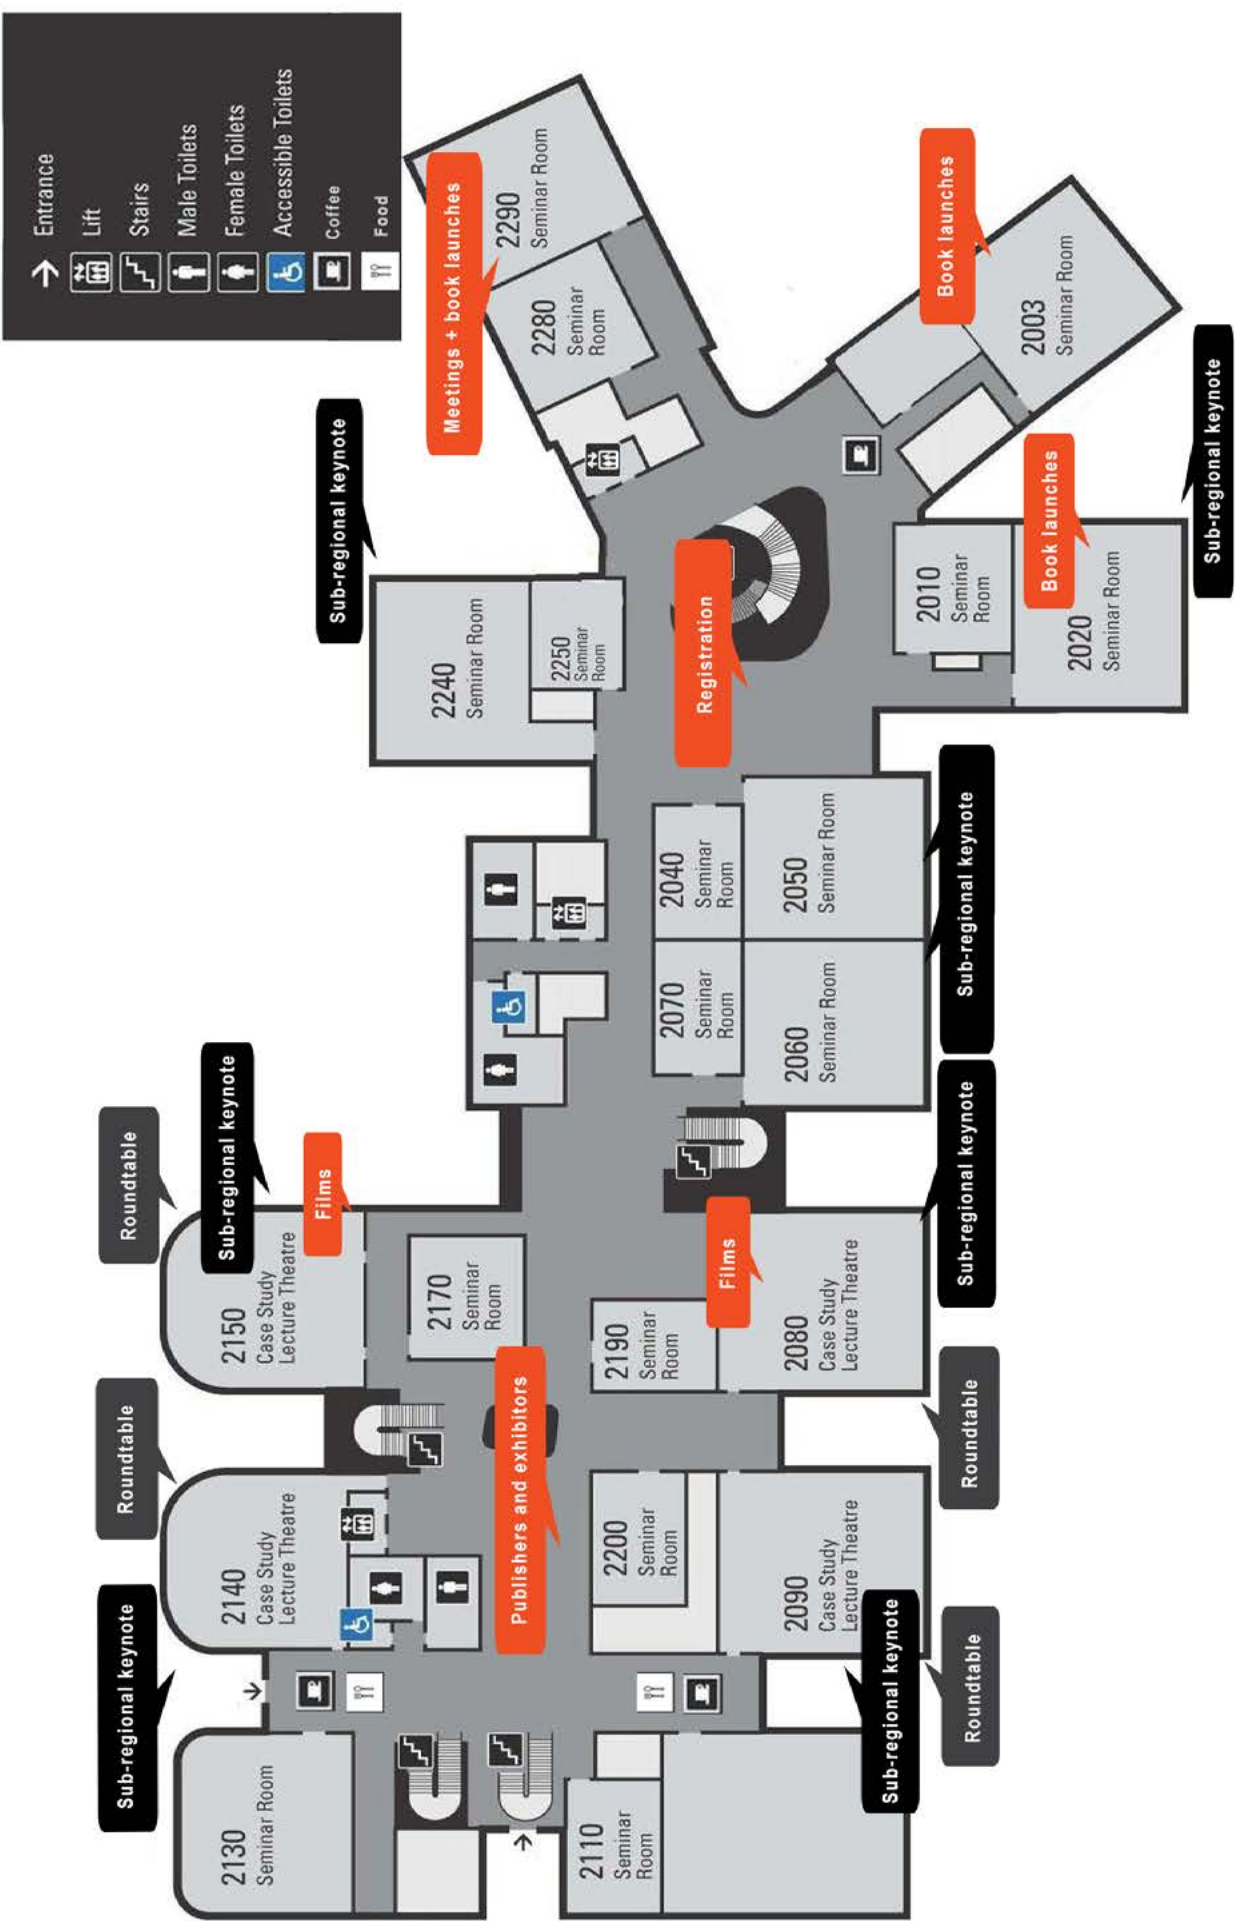 Entrance
Lift
Stairs
Male Toilets
Female Toilets
Accessible Toilets
Coffee
Food
Sub-regional keynote
2130
Seminar Room
Roundtable
2140
Case Study
Lecture Theatre
Roundtable
Sub-regional keynote
2150
Case Study
Lecture Theatre
Films
Sub-regional keynote
2240
Seminar Room
2250
Seminar
Room
Meetings + book launches
2280
Seminar
Room
2290
Seminar Room
2170
Seminar
Room
Publishers and exhibitors
2110
Seminar
Room
2200
Seminar
Room
2190
Seminar
Room
Films
2070
Seminar
Room
2040
Seminar
Room
Registration
2090
Case Study
Lecture Theatre
2080
Case Study
Lecture Theatre
2060
Seminar Room
2050
Seminar Room
2010
Seminar
Room
Book launches
2003
Seminar Room
Book launches
2020
Seminar Room
Sub-regional keynote
Roundtable
Roundtable
Sub-regional keynote
Sub-regional keynote
Sub-regional keynote